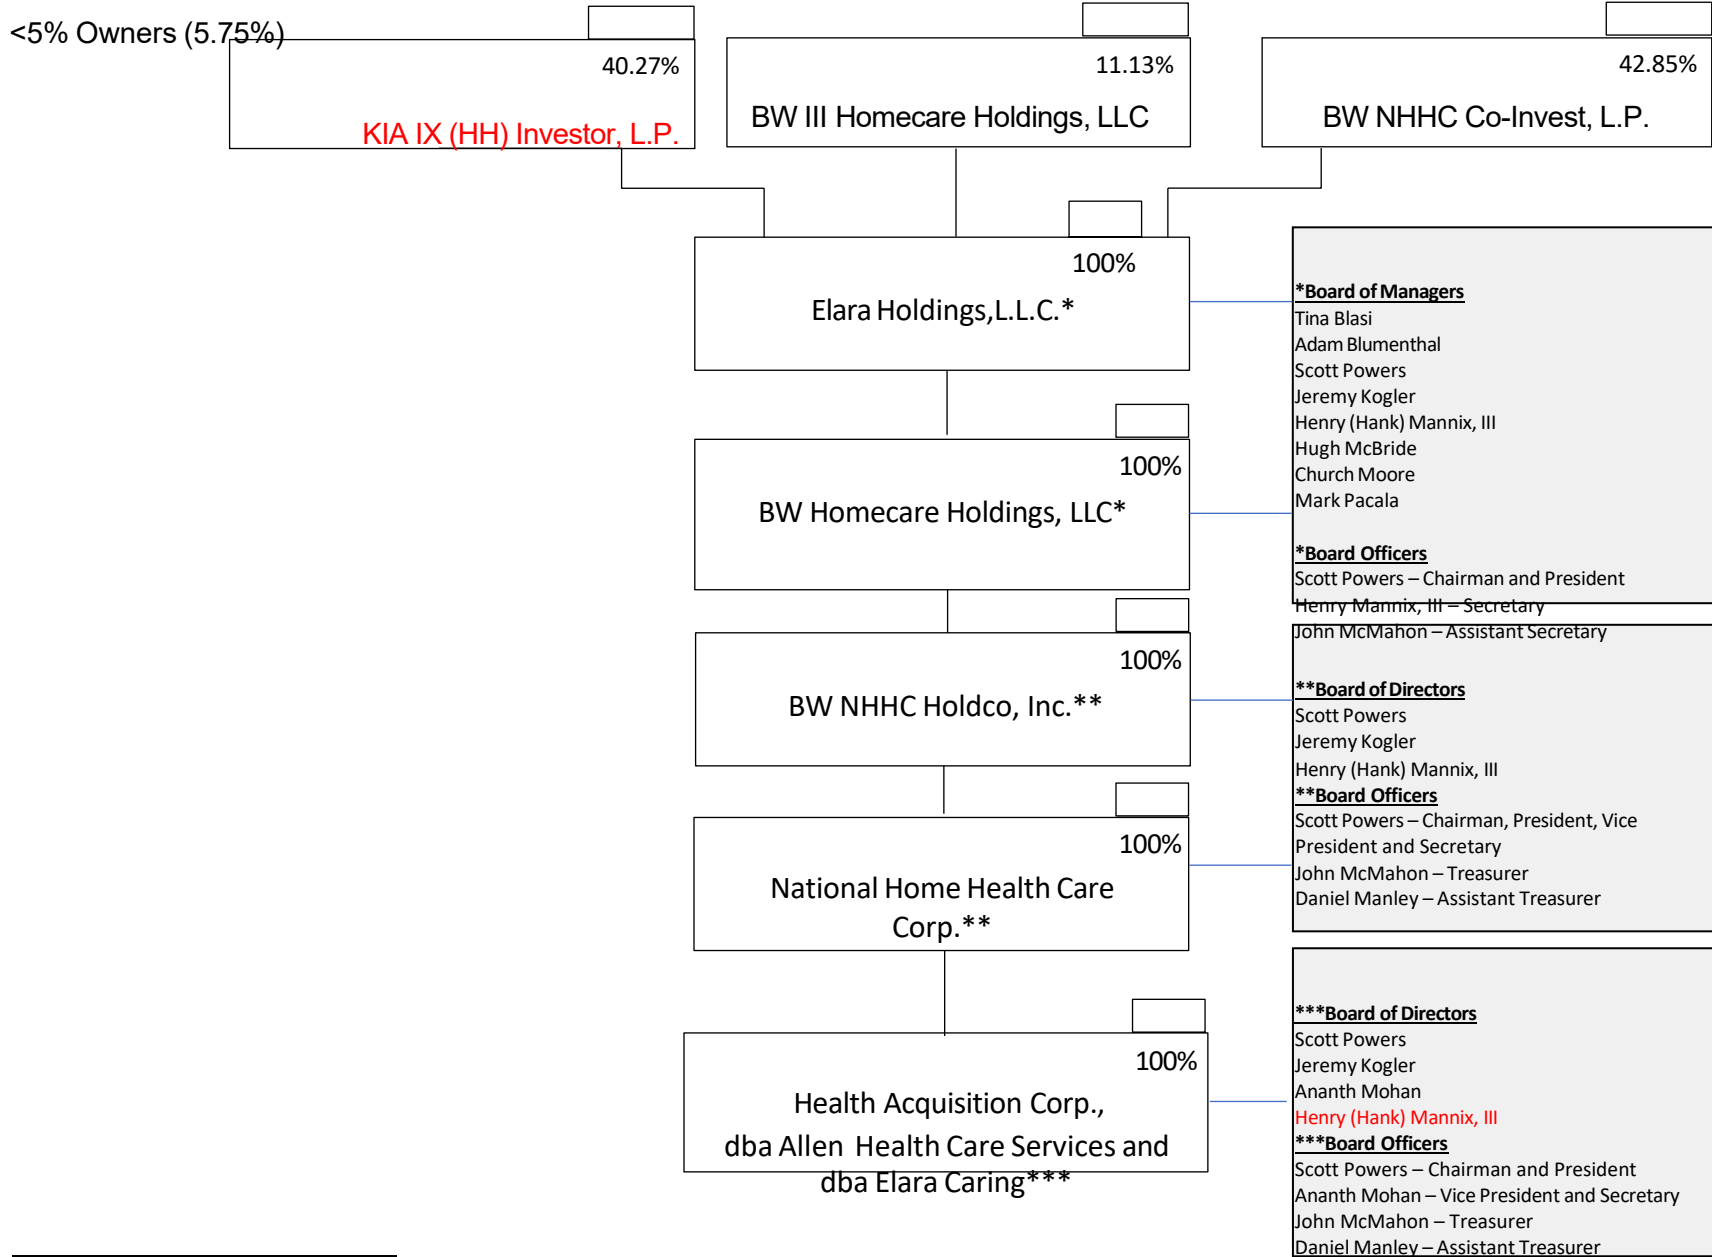 <5% Owners (5.75%)
40.27%
KIA IX (HH) Investor, L.P.
11.13%
BW III Homecare Holdings, LLC
42.85%
BW NHHC Co-Invest, L.P.
100%
Elara Holdings,L.L.C.*
100%
BW Homecare Holdings, LLC*
100%
BW NHHC Holdco, Inc.**
100%
National Home Health Care
Corp.**
100%
Health Acquisition Corp.,
dba Allen Health Care Services and
dba Elara Caring***
*Board of Managers
Tina Blasi
Adam Blumenthal
Scott Powers
Jeremy Kogler
Henry (Hank) Mannix, III
Hugh McBride
Church Moore
Mark Pacala
*Board Officers
Scott Powers – Chairman and President
Henry Mannix, III – Secretary
John McMahon – Assistant Secretary
**Board of Directors
Scott Powers
Jeremy Kogler
Henry (Hank) Mannix, III
**Board Officers
Scott Powers – Chairman, President, Vice
President and Secretary
John McMahon – Treasurer
Daniel Manley – Assistant Treasurer
***Board of Directors
Scott Powers
Jeremy Kogler
Ananth Mohan
Henry (Hank) Mannix, III
***Board Officers
Scott Powers – Chairman and President
Ananth Mohan – Vice President and Secretary
John McMahon – Treasurer
Daniel Manley – Assistant Treasurer